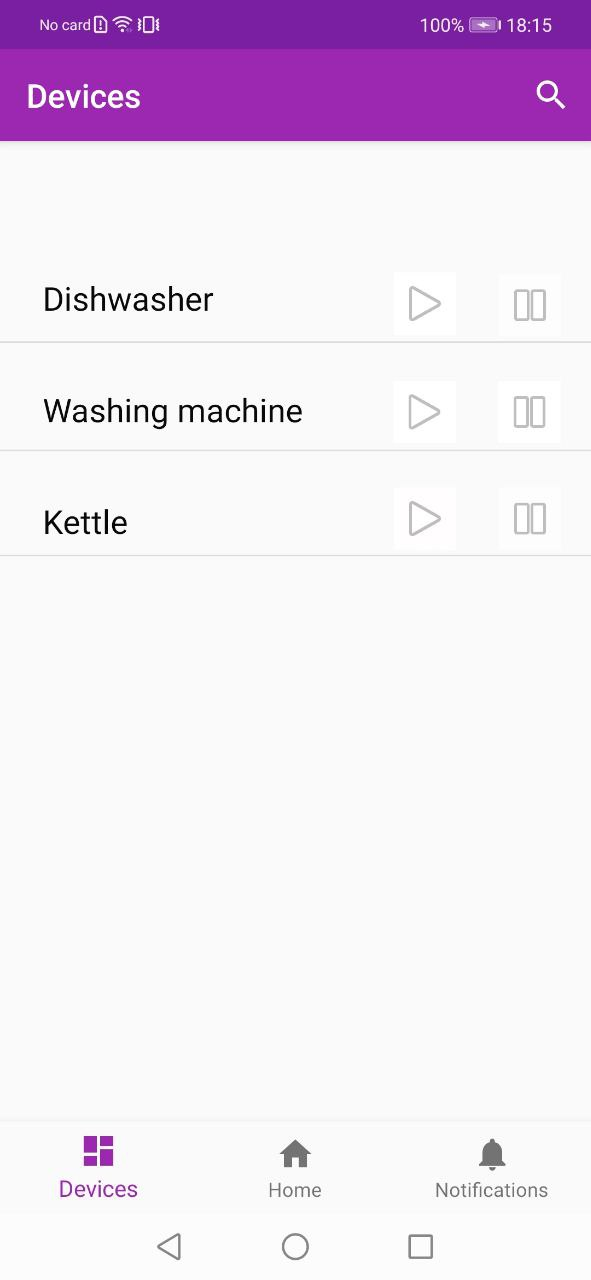 No card 100% 18:15
Devices
Dishwasher
Washing machine
Kettle
Devices Home Notifications